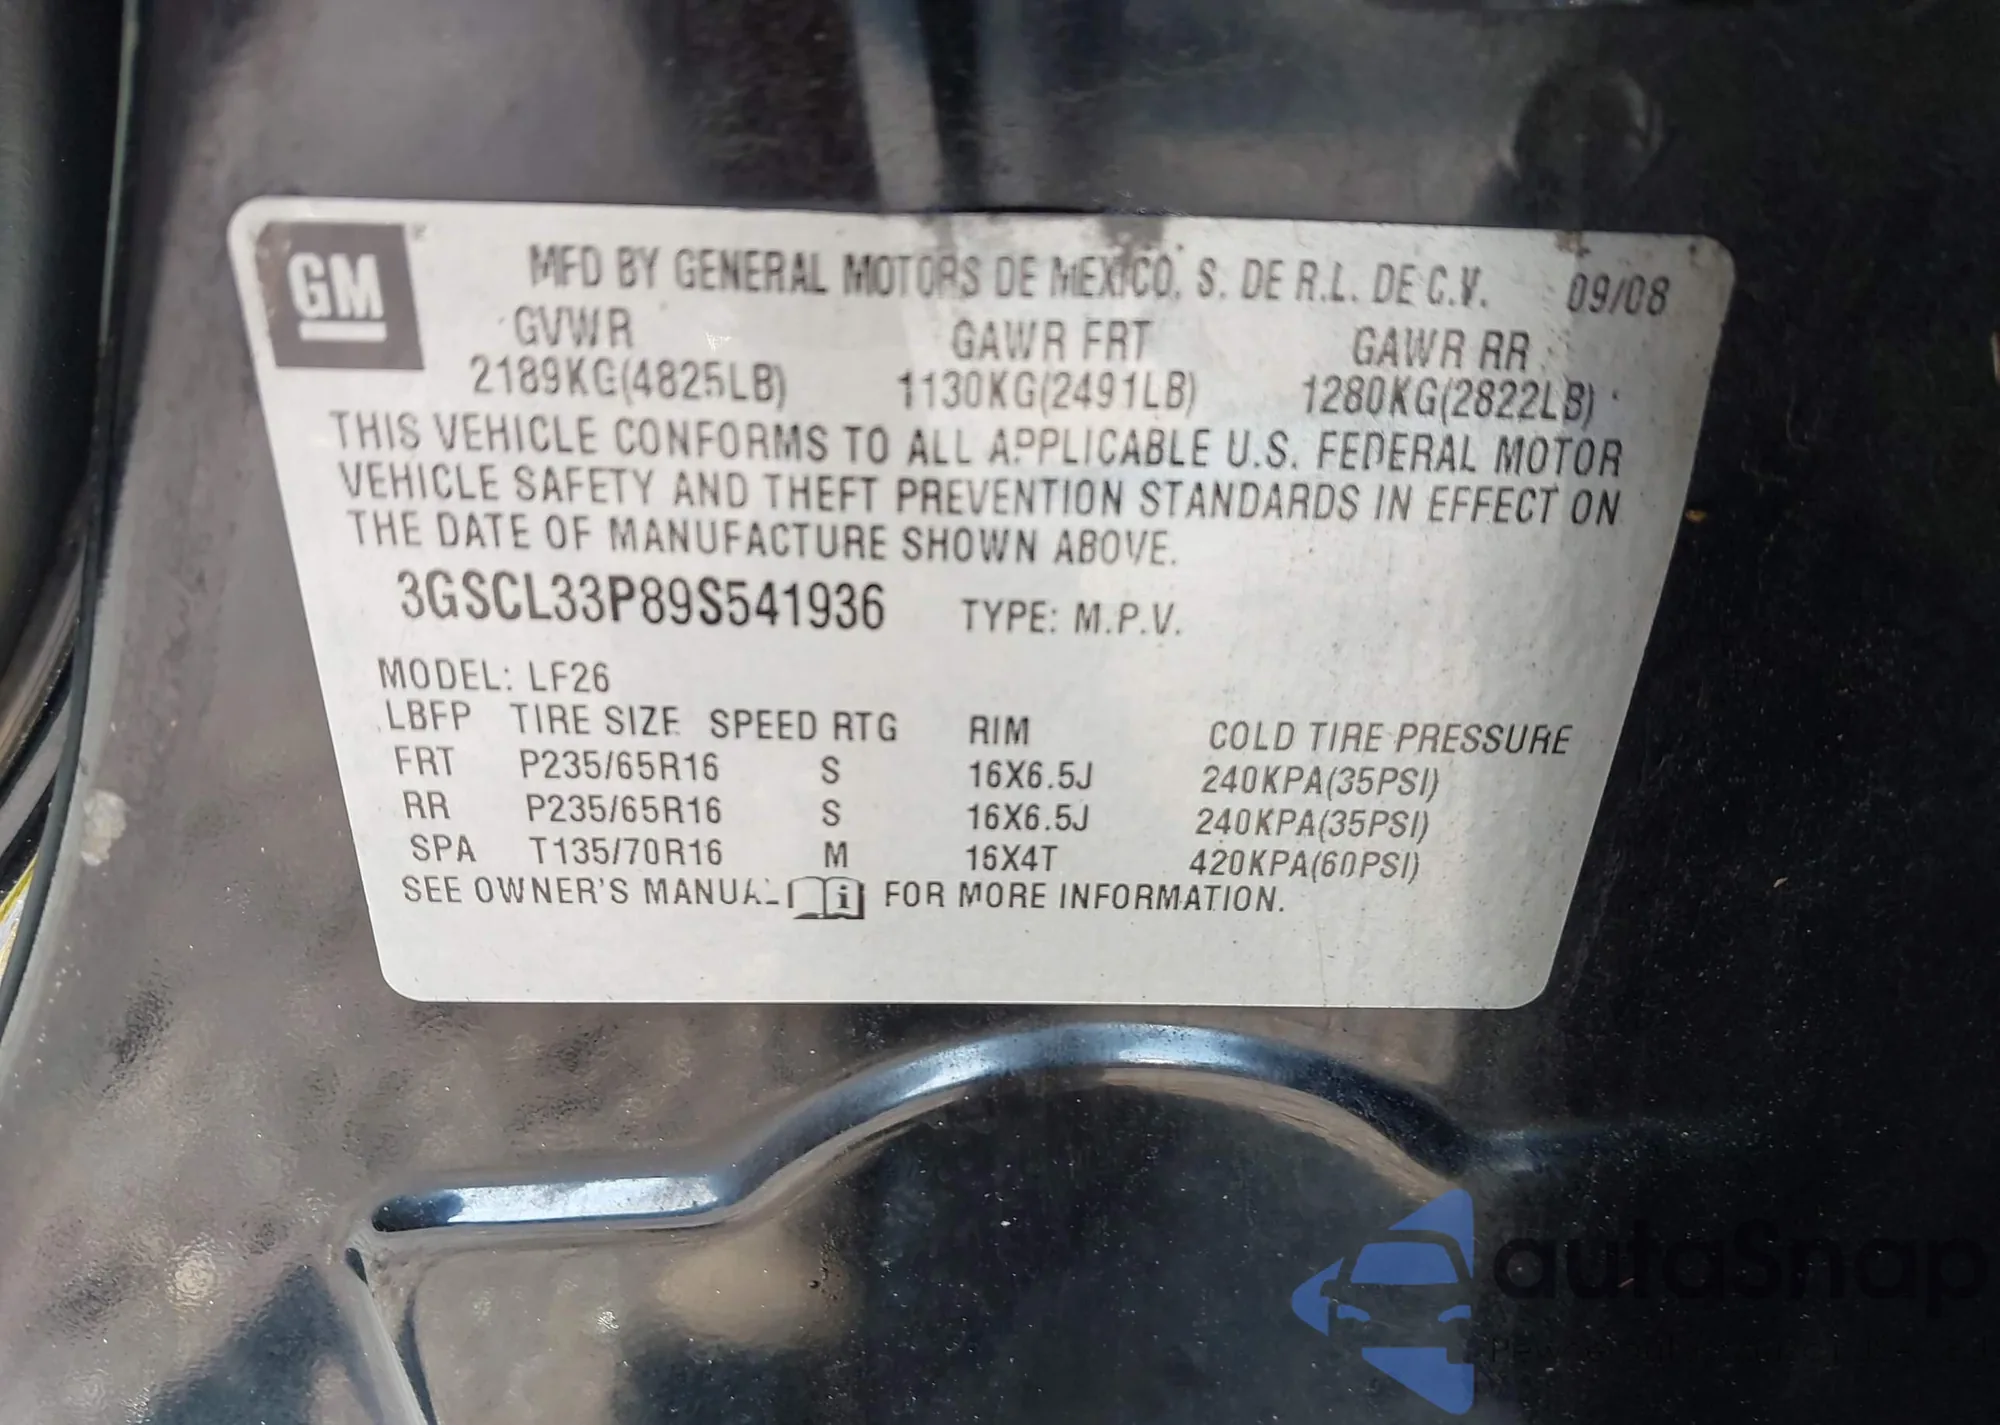 GM
MFD BY GENERAL MOTORS DE MEXICO, S. DE R.L. DE C.V. 09/08
GVWR GAWR FRT GAWR RR
2189KG(4825LB) 1130KG(2491LB) 1280KG(2822LB)
THIS VEHICLE CONFORMS TO ALL APPLICABLE U.S. FEDERAL MOTOR
VEHICLE SAFETY AND THEFT PREVENTION STANDARDS IN EFFECT ON
THE DATE OF MANUFACTURE SHOWN ABOVE.
3GSCL33P89S541936 TYPE: M.P.V.
MODEL: LF26
LBFP TIRE SIZE SPEED RTG RIM COLD TIRE PRESSURE
FRT P235/65R16 S 16X6.5J 240KPA(35PSI)
RR P235/65R16 S 16X6.5J 240KPA(35PSI)
SPA T135/70R16 M 16X4T 420KPA(60PSI)
SEE OWNER'S MANUAL i FOR MORE INFORMATION.
autoSnap